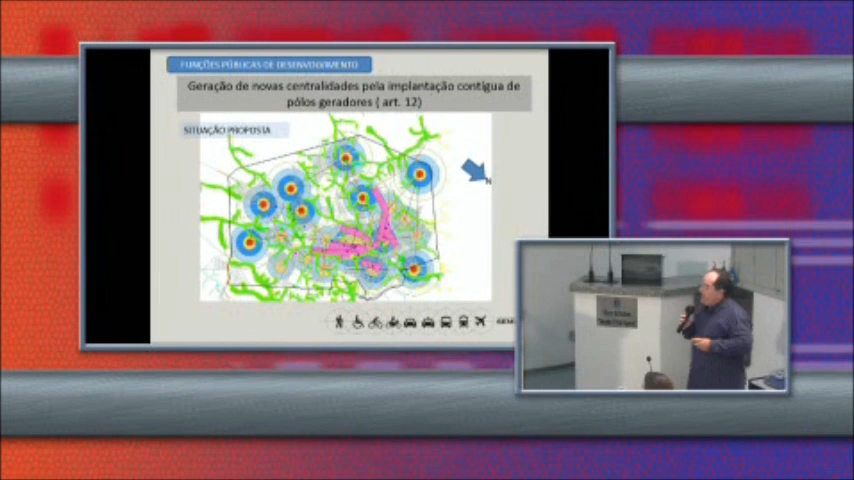 FUNÇÕES PÚBLICAS DE DESENVOLVIMENTO
Geração de novas centralidades pela implantação contígua de
pólos geradores ( art. 12)
SITUAÇÃO PROPOSTA
N